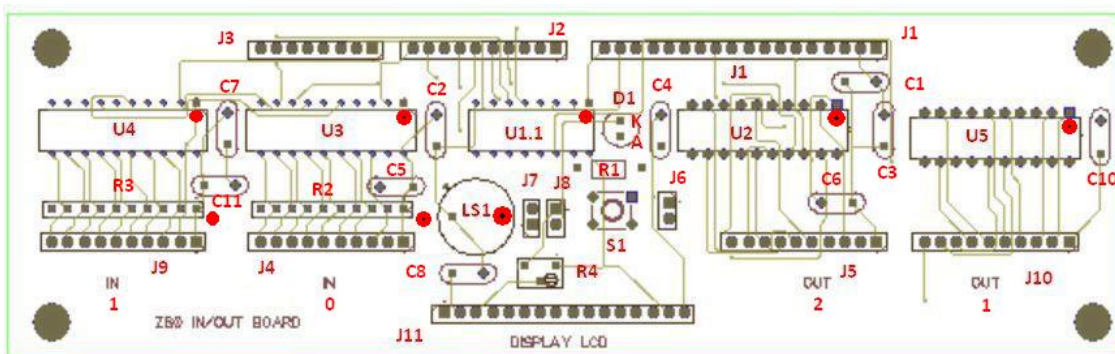 J3 J2 J1
C7 C2 C4 J1 C1
D1
U4 U3 U1.1 K U2 U5
A
R3 C11 R2 C5 R1 J6 C6 C3 C10
J7 J8
LS1
S1
J9 J4 C8 R4 J5 J10
IN IN OUT OUT
1 0 2 1
Z80 IN/OUT BOARD
J11
DISPLAY LCD